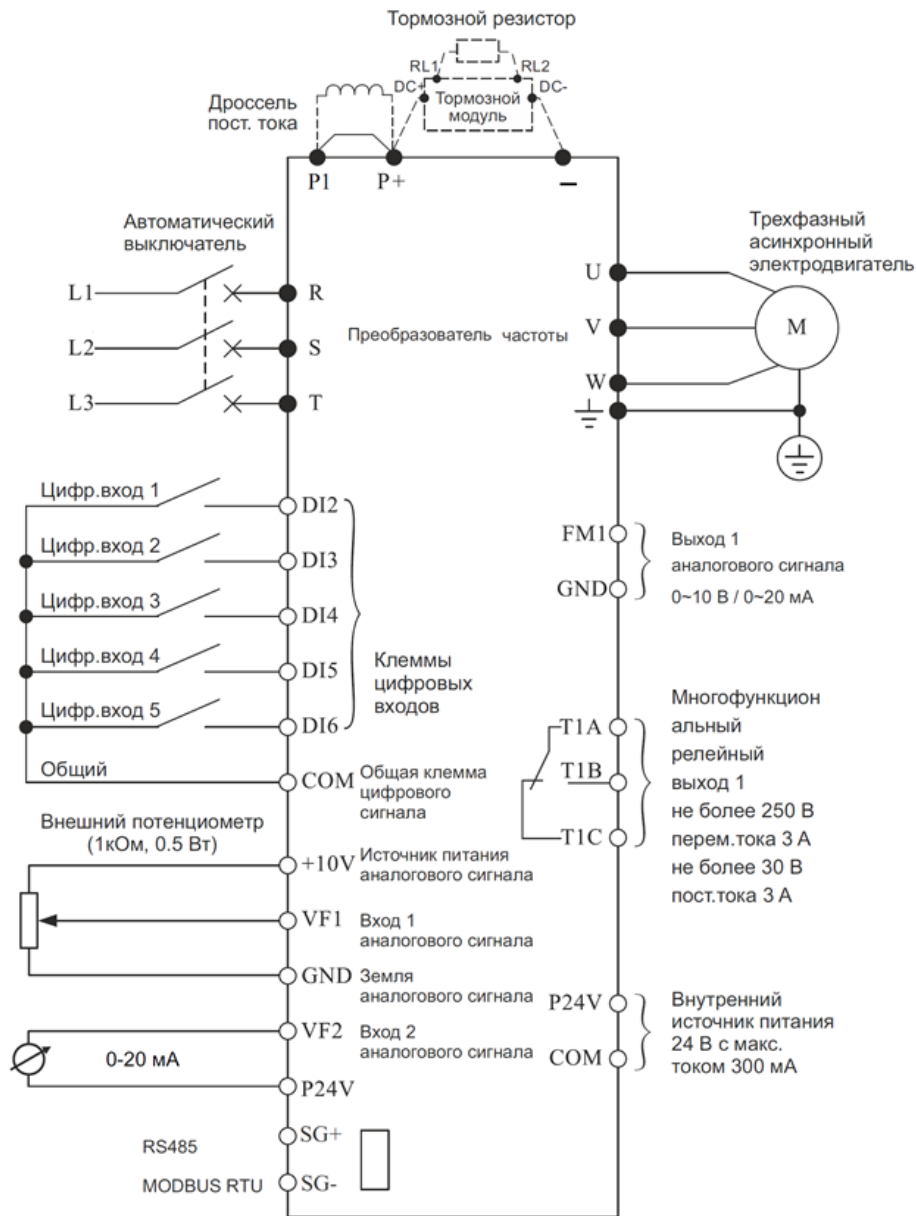 Тормозной резистор
RL1
RL2
DC+
DC-
Тормозной
модуль
Дроссель
пост. тока
P1
P+
–
Автоматический
выключатель
L1
R
L2
S
L3
T
Преобразователь частоты
Трехфазный
асинхронный
электродвигатель
U
V
W
M
Цифр.вход 1
DI2
Цифр.вход 2
DI3
Цифр.вход 3
DI4
Цифр.вход 4
DI5
Цифр.вход 5
DI6
Клеммы
цифровых
входов
Общий
COM
Общая клемма
цифрового
сигнала
Внешний потенциометр
(1кОм, 0.5 Вт)
+10V
Источник питания
аналогового сигнала
VF1
Вход 1
аналогового сигнала
GND
Земля
аналогового сигнала
VF2
Вход 2
аналогового сигнала
0-20 мА
P24V
RS485
SG+
MODBUS RTU
SG-
FM1
GND
Выход 1
аналогового сигнала
0~10 В / 0~20 мА
T1A
T1B
T1C
Многофункцион
альный
релейный
выход 1
не более 250 В
перем.тока 3 А
не более 30 В
пост.тока 3 А
P24V
COM
Внутренний
источник питания
24 В с макс.
током 300 мА